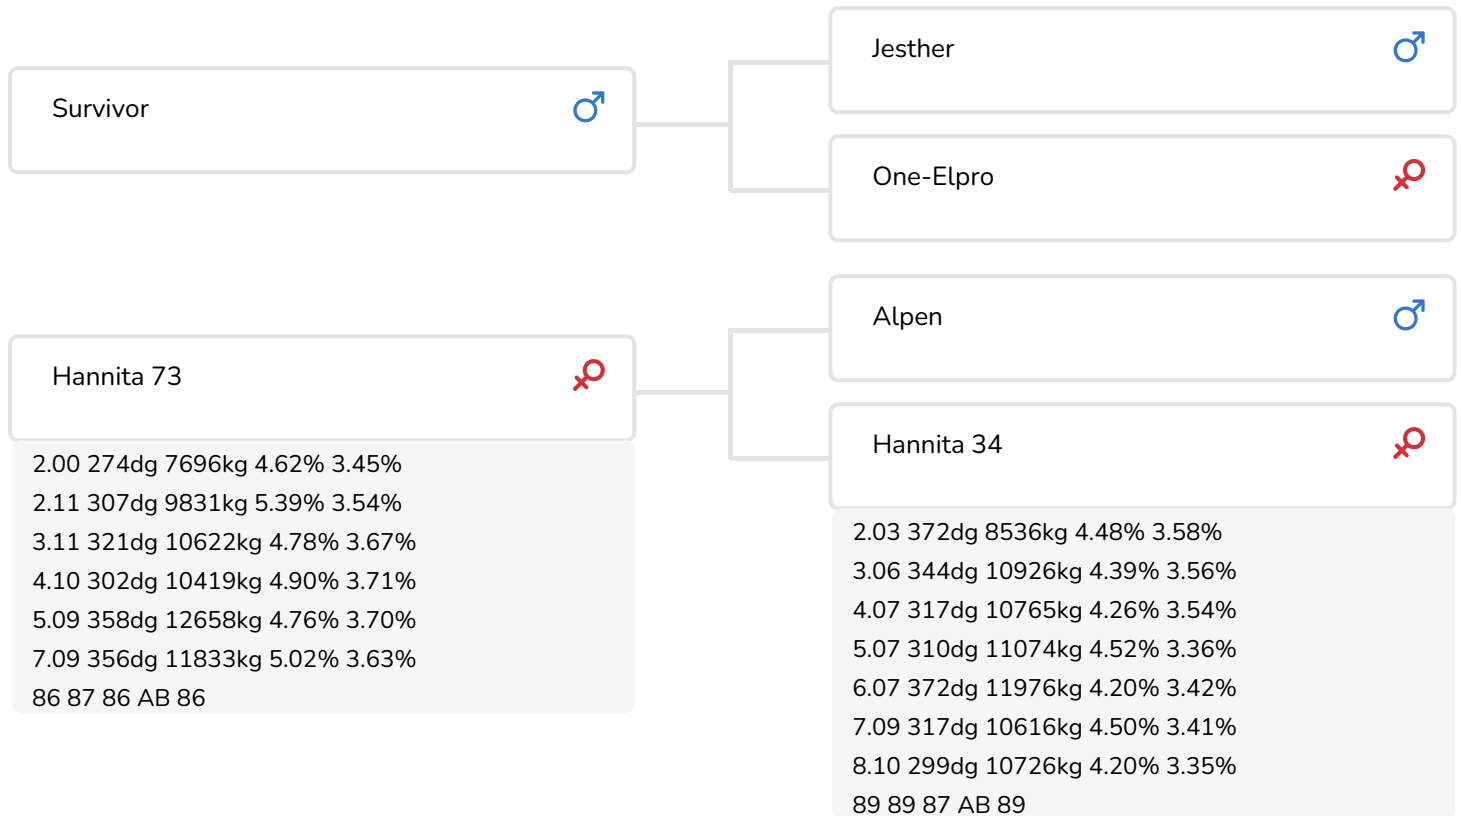 Survivor
Hannita 73
2.00 274dg 7696kg 4.62% 3.45%
2.11 307dg 9831kg 5.39% 3.54%
3.11 321dg 10622kg 4.78% 3.67%
4.10 302dg 10419kg 4.90% 3.71%
5.09 358dg 12658kg 4.76% 3.70%
7.09 356dg 11833kg 5.02% 3.63%
86 87 86 AB 86
Jesther
One-Elpro
Alpen
Hannita 34
2.03 372dg 8536kg 4.48% 3.58%
3.06 344dg 10926kg 4.39% 3.56%
4.07 317dg 10765kg 4.26% 3.54%
5.07 310dg 11074kg 4.52% 3.36%
6.07 372dg 11976kg 4.20% 3.42%
7.09 317dg 10616kg 4.50% 3.41%
8.10 299dg 10726kg 4.20% 3.35%
89 89 87 AB 89